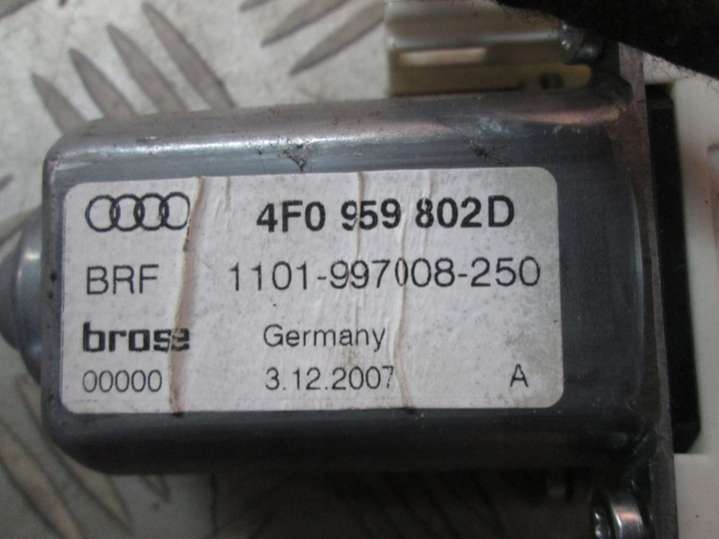 4F0 959 802D
BRF 1101-997008-250
brose Germany
00000 3.12.2007 A